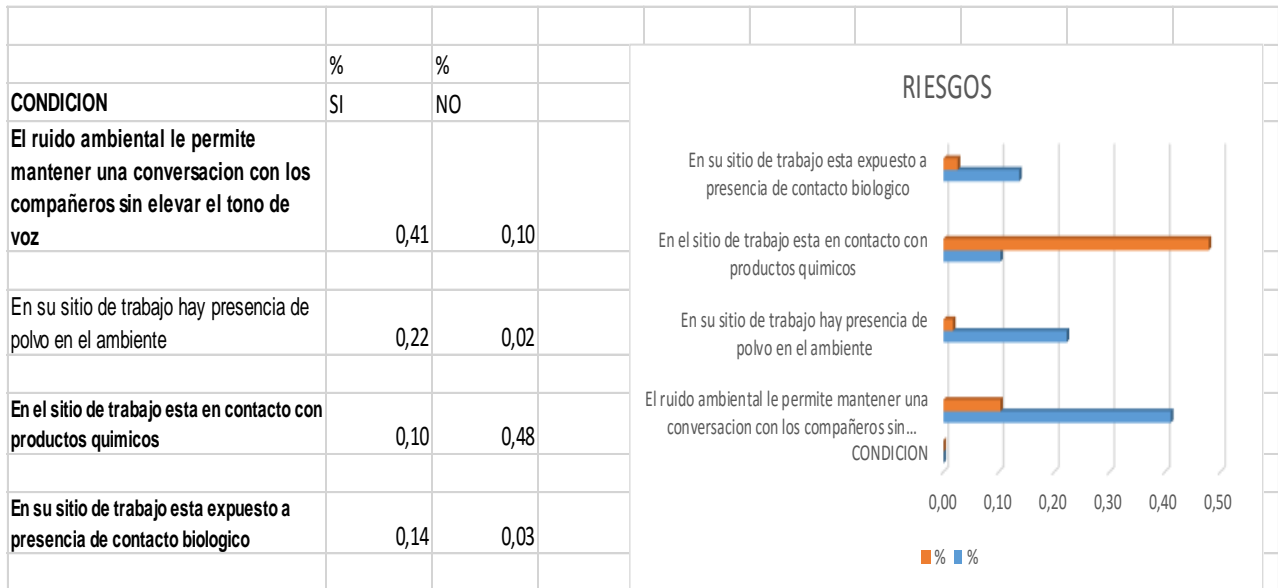 % %
CONDICION SI NO
El ruido ambiental le permite
mantener una conversacion con los
compañeros sin elevar el tono de
voz 0,41 0,10
En su sitio de trabajo hay presencia de
polvo en el ambiente 0,22 0,02
En el sitio de trabajo esta en contacto con
productos quimicos 0,10 0,48
En su sitio de trabajo esta expuesto a
presencia de contacto biologico 0,14 0,03
RIESGOS
En su sitio de trabajo esta expuesto a
presencia de contacto biologico
En el sitio de trabajo esta en contacto con
productos quimicos
En su sitio de trabajo hay presencia de
polvo en el ambiente
El ruido ambiental le permite mantener una
conversacion con los compañeros sin...
CONDICION
0,00 0,10 0,20 0,30 0,40 0,50
% %